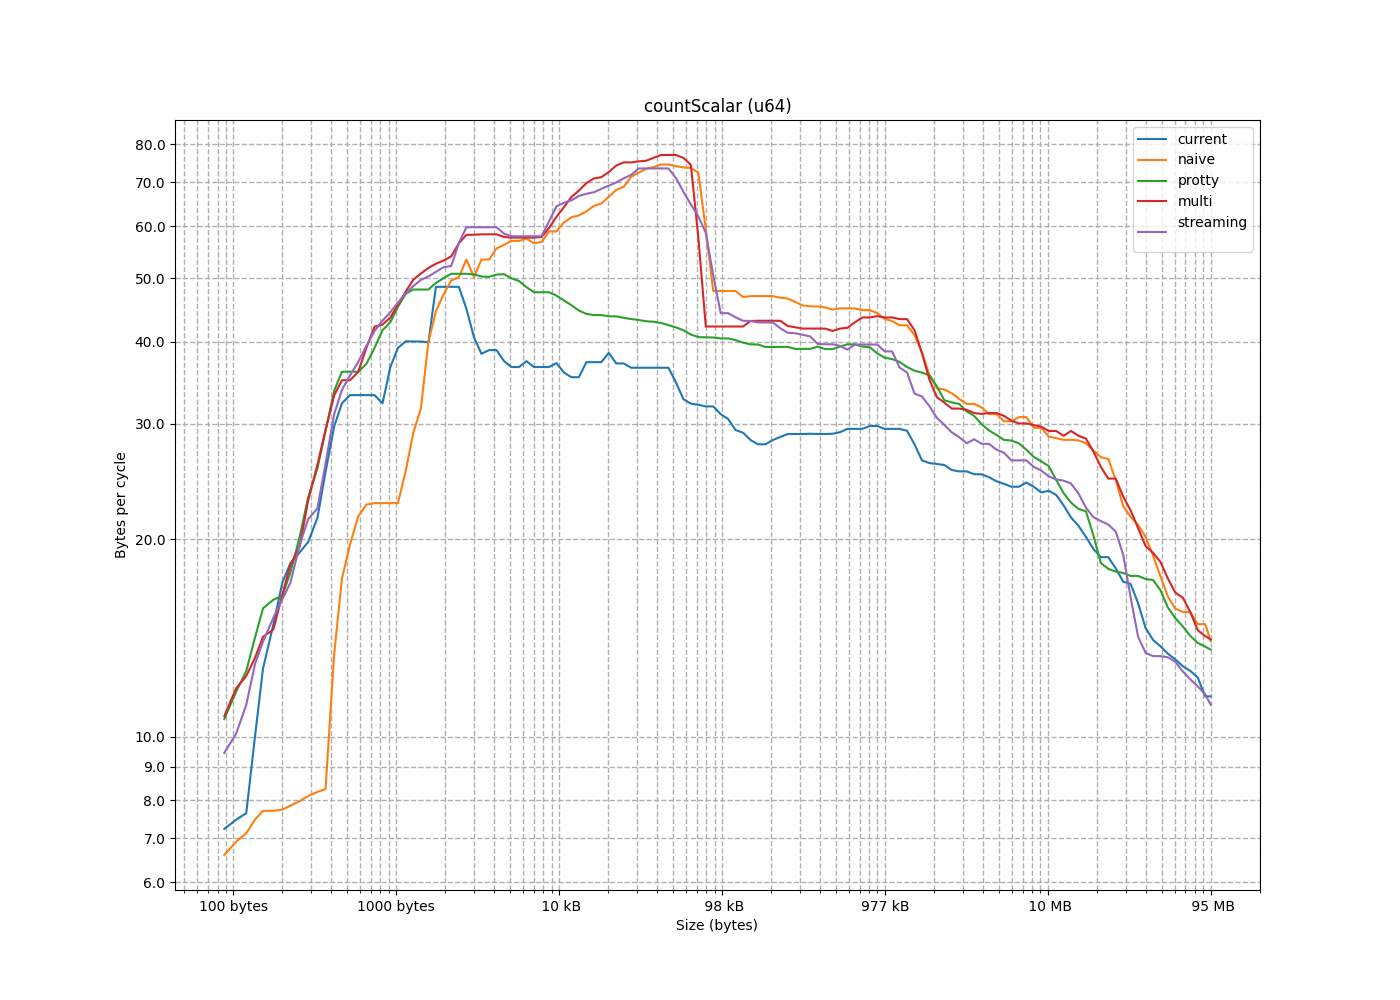 countScalar (u64)
current
naive
protty
multi
streaming
80.0
70.0
60.0
50.0
40.0
30.0
20.0
10.0
9.0
8.0
7.0
6.0
Bytes per cycle
100 bytes
1000 bytes
10 kB
98 kB
977 kB
10 MB
95 MB
Size (bytes)